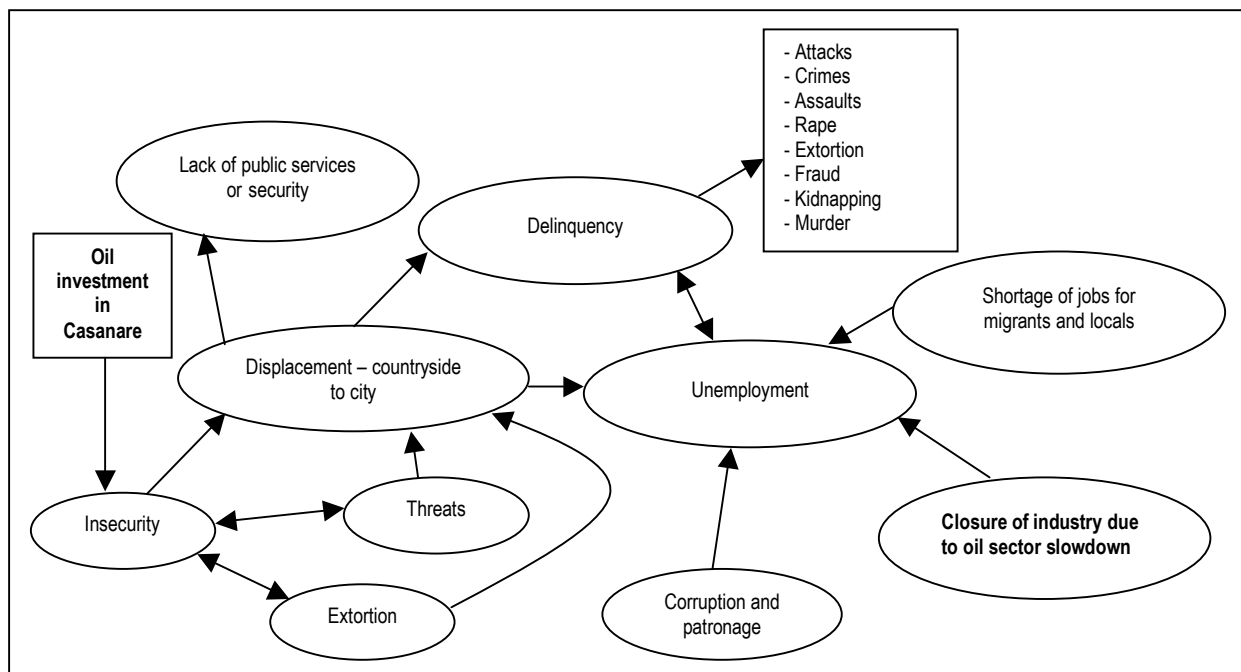 - Attacks
- Crimes
- Assaults
- Rape
- Extortion
- Fraud
- Kidnapping
- Murder
Lack of public services
or security
Delinquency
Oil
investment
in
Casanare
Shortage of jobs for
migrants and locals
Displacement – countryside
to city
Unemployment
Insecurity
Threats
Closure of industry due
to oil sector slowdown
Extortion
Corruption and
patronage